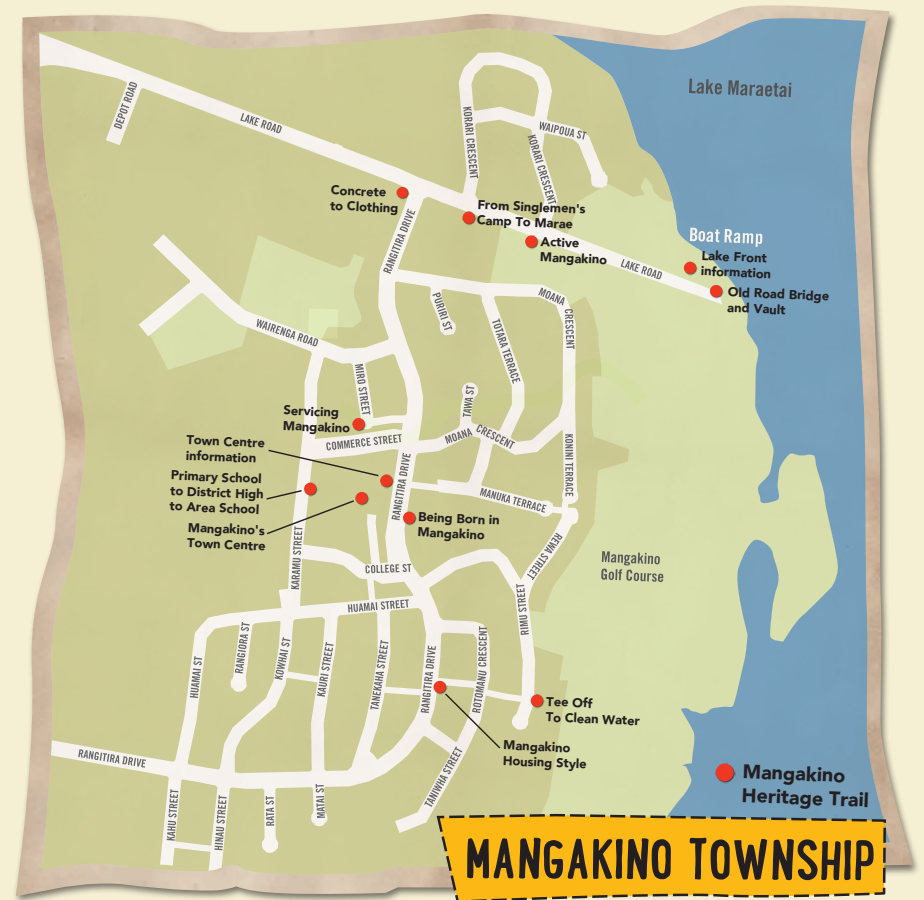 Lake Maraetai
DEPOT ROAD
LAKE ROAD
KORARI CRESCENT
WAIPOUA ST
KORARI CRESCENT
Concrete
to Clothing
From Singlemen's
Camp To Marae
Active
Mangakino
RANGITIRA DRIVE
Boat Ramp
Lake Front
information
LAKE ROAD
Old Road Bridge
and Vault
PURIRI ST
MOANA
CRESCENT
TOTARA TERRACE
WAIRENGA ROAD
MIRO STREET
TAWA ST
Servicing
Mangakino
COMMERCE STREET
MOANA CRESCENT
KONINI TERRACE
Town Centre
information
Primary School
to District High
to Area School
Mangakino's
Town Centre
RANGITIRA DRIVE
MANUKA TERRACE
Being Born in
Mangakino
REWA STREET
Mangakino
Golf Course
KARAMU STREET
COLLEGE ST
HUAMAI STREET
RIMU STREET
HUAMAI ST
RANGIORA ST
KOWHAI ST
KAURI STREET
TANEKAHA STREET
RANGITIRA DRIVE
ROTOMANU CRESCENT
Tee Off
To Clean Water
Mangakino
Housing Style
RANGITIRA DRIVE
KAHU STREET
HINAU STREET
RATA ST
MATAI ST
TANIWHA STREET
Mangakino
Heritage Trail
MANGAKINO TOWNSHIP